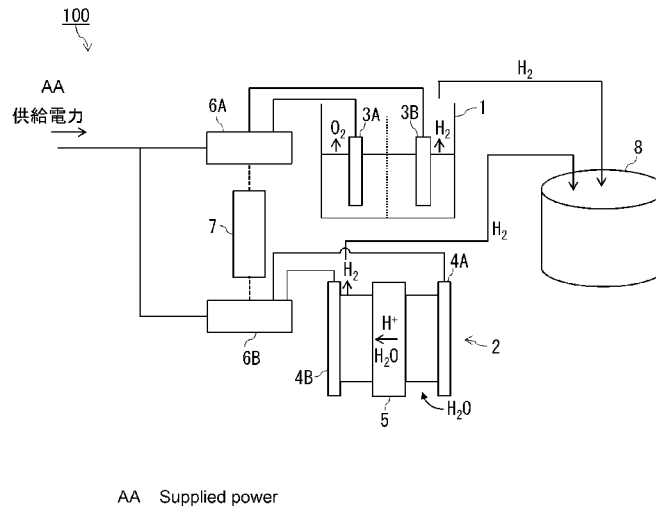 100
AA
供給電力
6A
3A
3B
O2
H2
1
H2
8
7
H2
4A
H2
6B
4B
H+
H2O
2
5
H2O
AA Supplied power